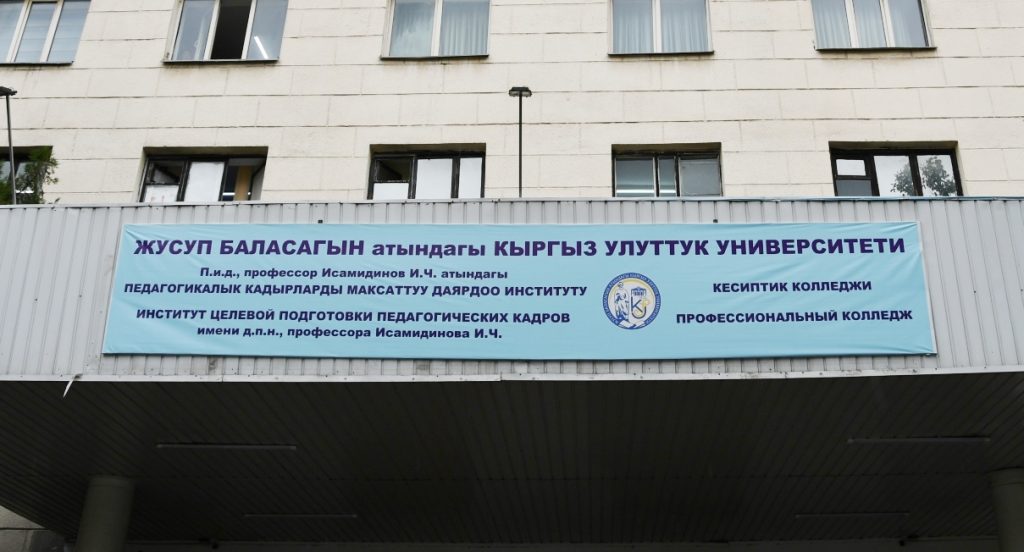 ЖУСУП БАЛАСАГЫН атындагы КЫРГЫЗ УЛУТТУК УНИВЕРСИТЕТИ
П.и.д., профессор Исамидинов И.Ч. атындагы
ПЕДАГОГИКАЛЫК КАДЫРЛАРДЫ МАКСАТТУУ ДАЯРДОО ИНСТИТУТУ
ИНСТИТУТ ЦЕЛЕВОЙ ПОДГОТОВКИ ПЕДАГОГИЧЕСКИХ КАДРОВ
имени д.п.н., профессора Исамидинова И.Ч.
КЕСИПТИК КОЛЛЕДЖИ
ПРОФЕССИОНАЛЬНЫЙ КОЛЛЕДЖ